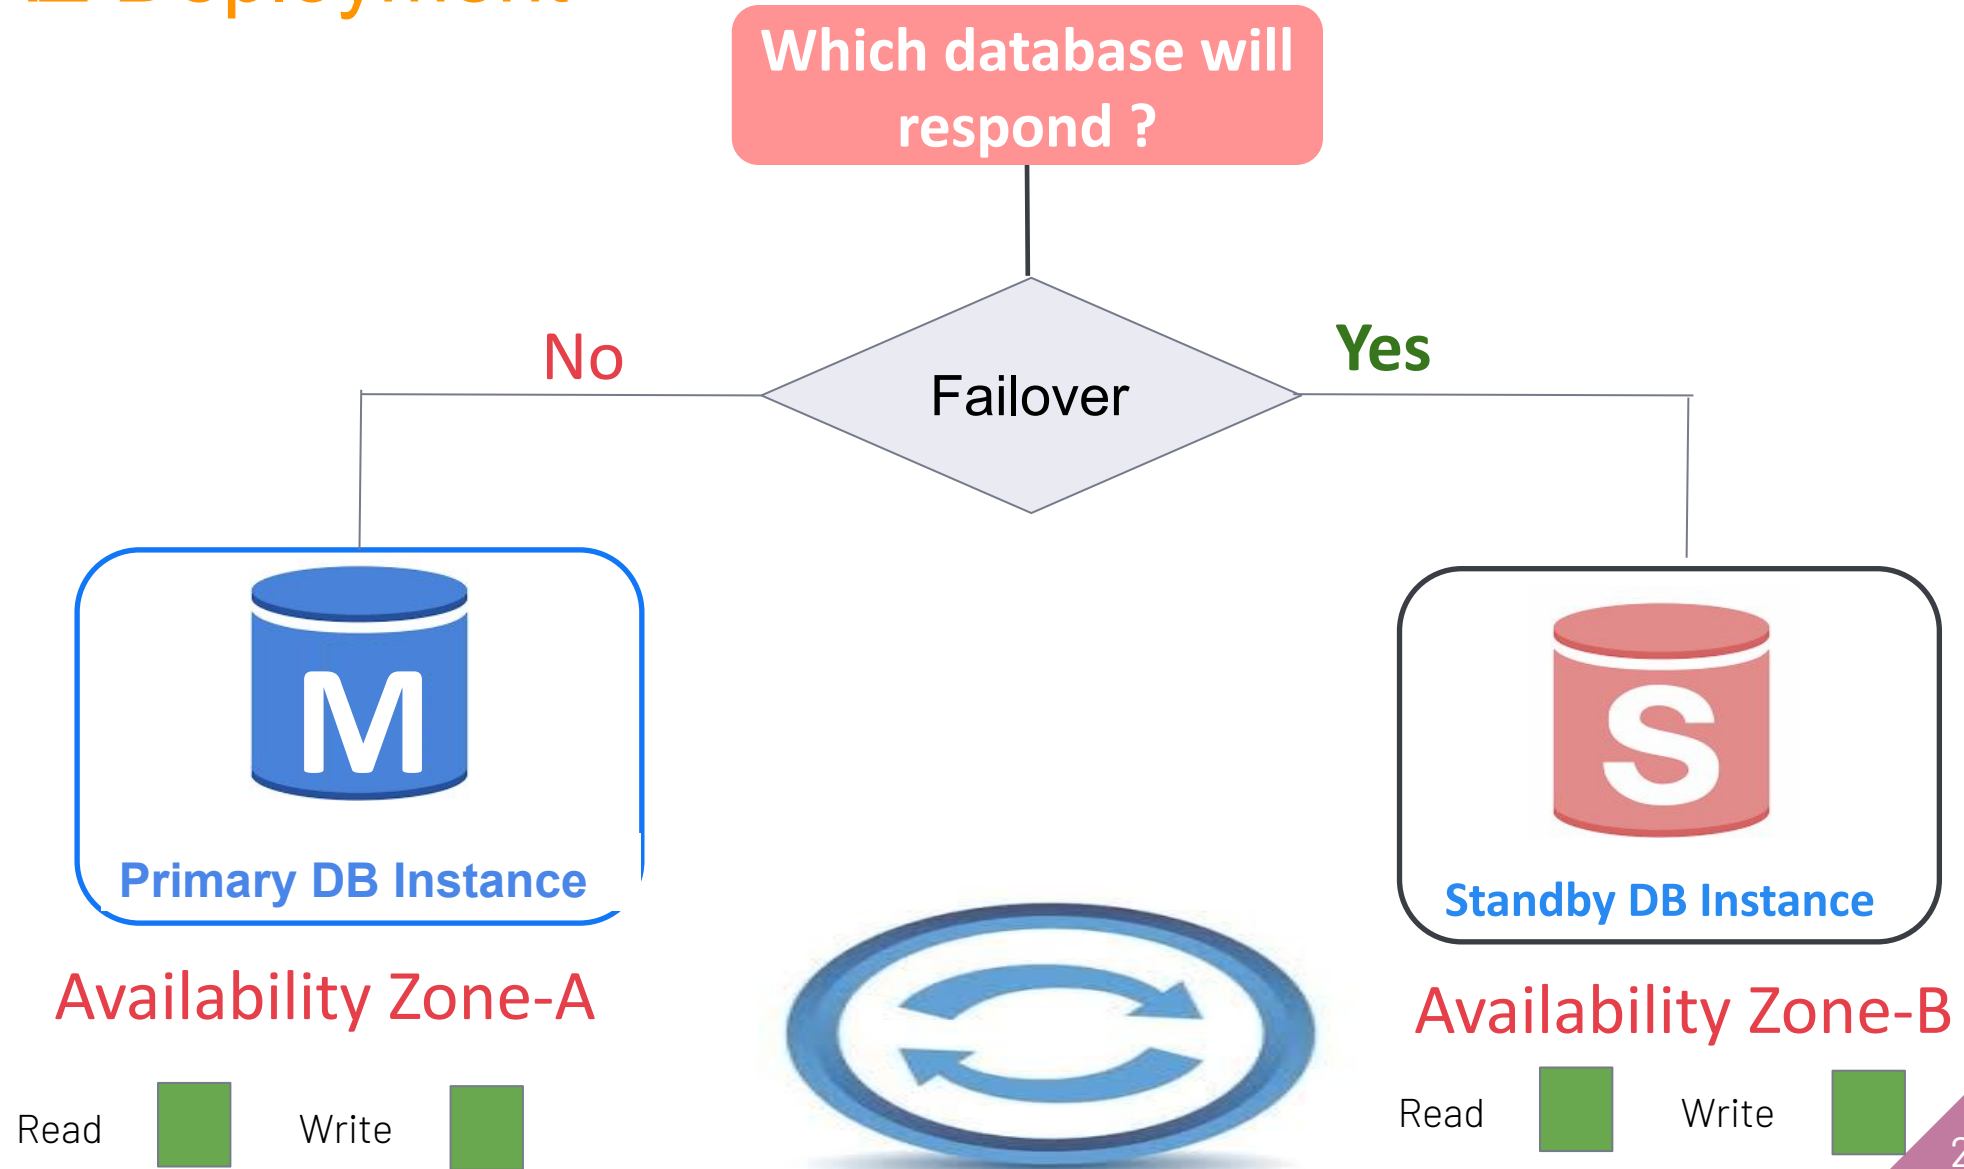 Deployment
Which database will
respond ?
No
Yes
Failover
M
S
Primary DB Instance
Standby DB Instance
Availability Zone-A
Availability Zone-B
Read
Write
Read
Write